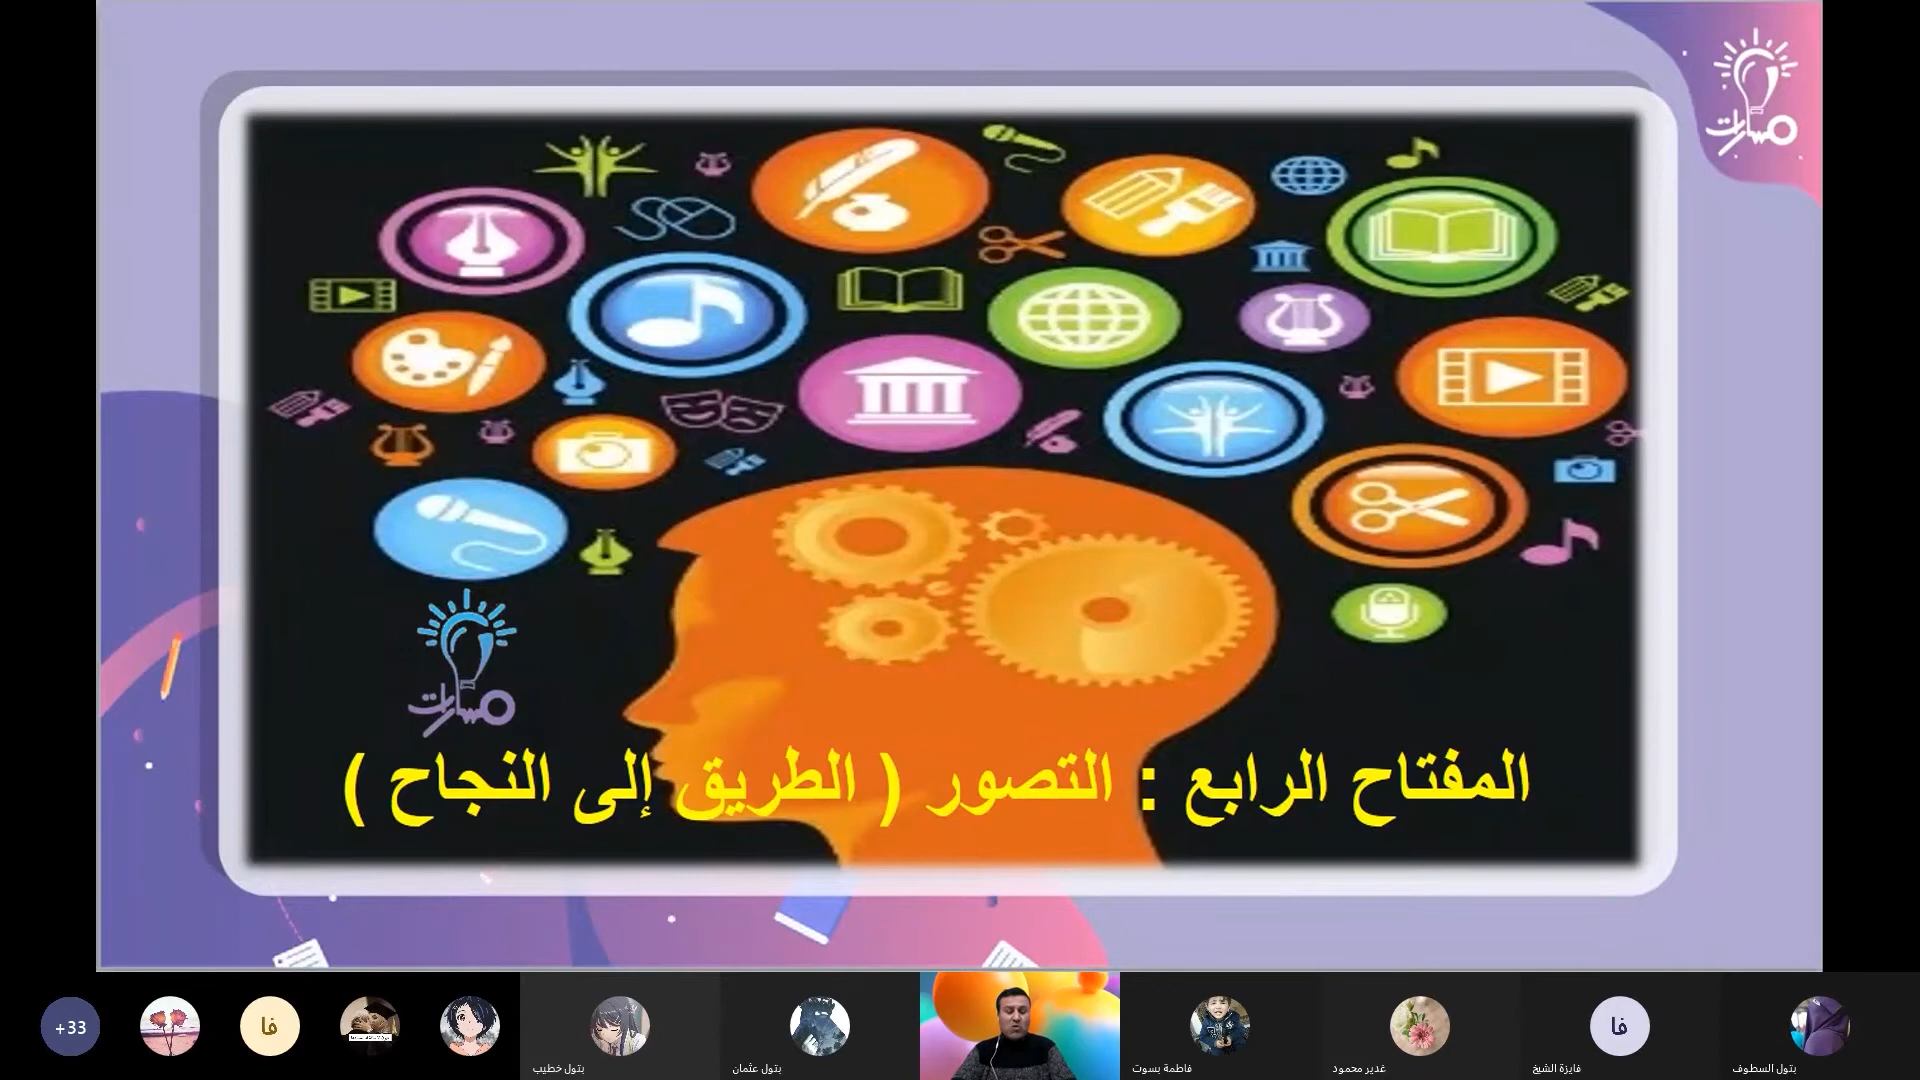 مسارات
مسارات
المفتاح الرابع : التصور ( الطريق إلى النجاح )
+33
فا
بتول خطيب
بتول عثمان
فاطمة بسوت
غدير محمود
فا
فايزة الشيخ
بتول السطوف